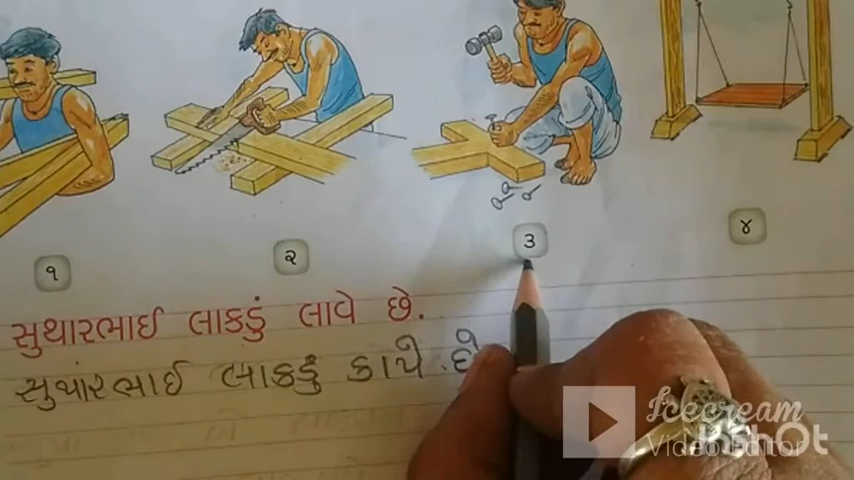 ૧ ૨ ૩ ૪
સુથારભાઈ લાકડું લાવે છે.
સુથારભાઈ લાકડું કાપે છે
Icecream
Video Editor